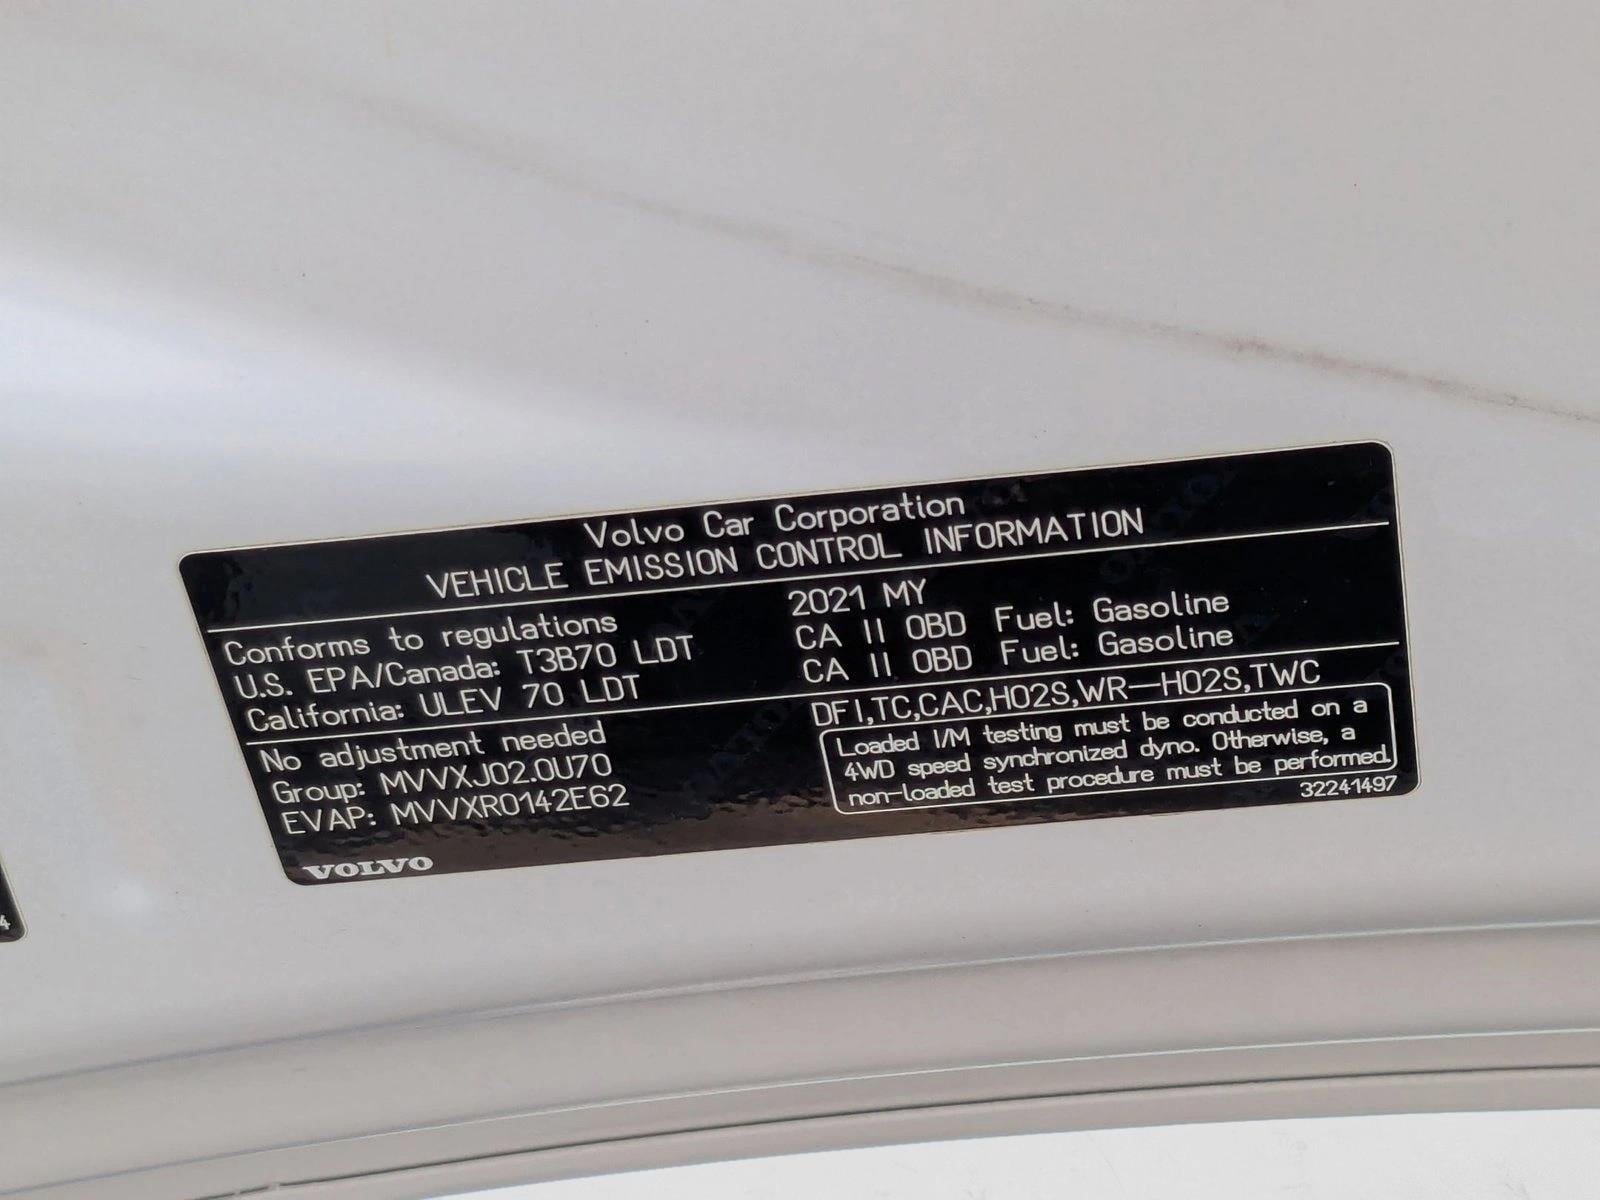 Volvo Car Corporation
VEHICLE EMISSION CONTROL INFORMATION
Conforms to regulations 2021 MY
U.S. EPA/Canada: T3B70 LDT CA II OBD Fuel: Gasoline
California: ULEV 70 LDT CA II OBD Fuel: Gasoline
No adjustment needed DFI,TC,CAC,HO2S,WR-HO2S,TWC
Group: MVVXJ02.0U70
EVAP: MVVXR0142E62
Loaded I/M testing must be conducted on a
4WD speed synchronized dyno. Otherwise, a
non-loaded test procedure must be performed.
32241497
VOLVO
4